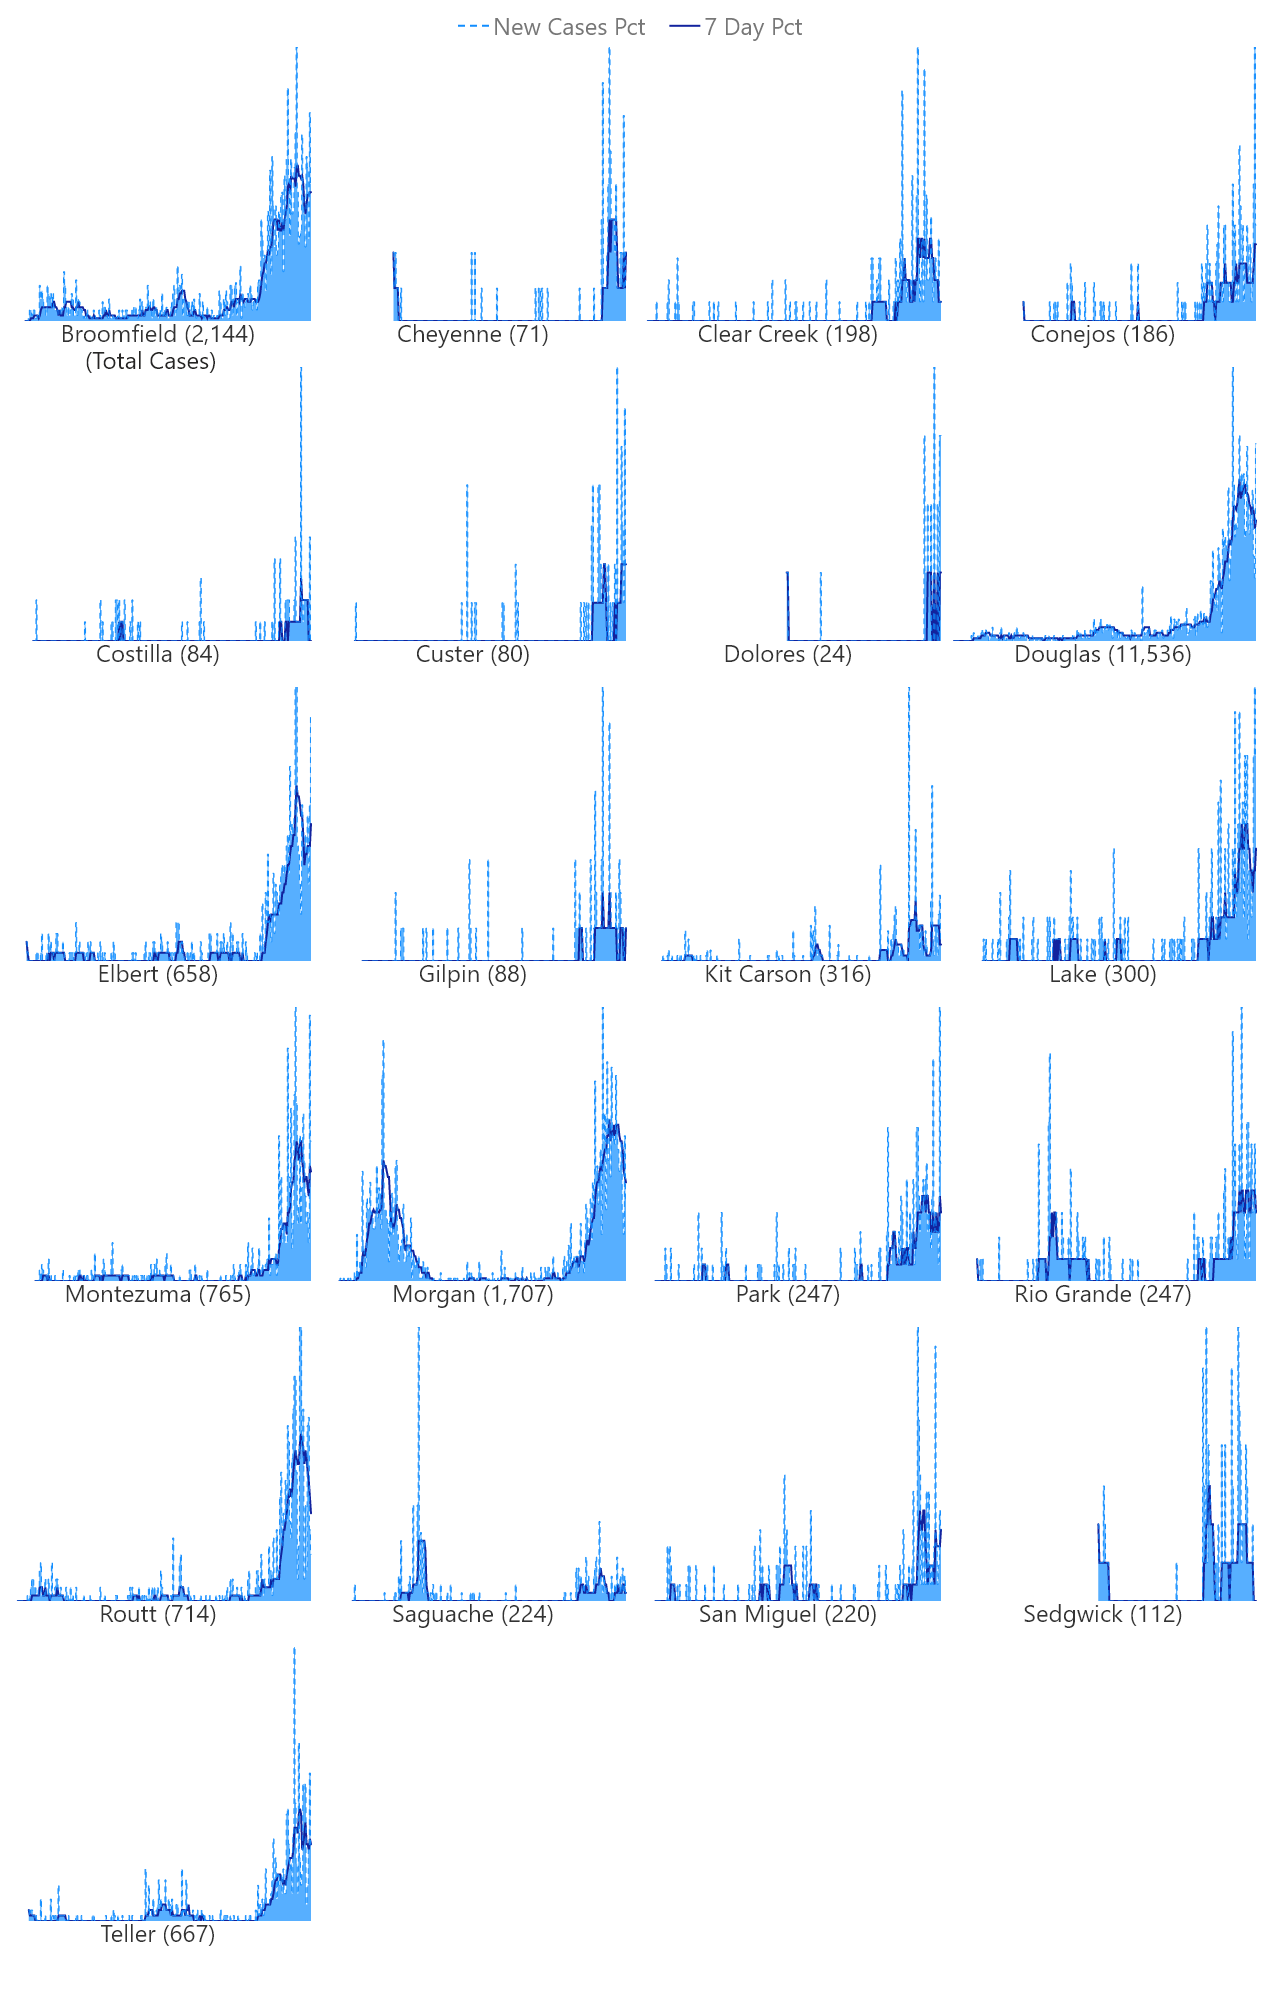 New Cases Pct 7 Day Pct
Broomfield (2,144)
(Total Cases)
Cheyenne (71)
Clear Creek (198)
Conejos (186)
Costilla (84)
Custer (80)
Dolores (24)
Douglas (11,536)
Elbert (658)
Gilpin (88)
Kit Carson (316)
Lake (300)
Montezuma (765)
Morgan (1,707)
Park (247)
Rio Grande (247)
Routt (714)
Saguache (224)
San Miguel (220)
Sedgwick (112)
Teller (667)